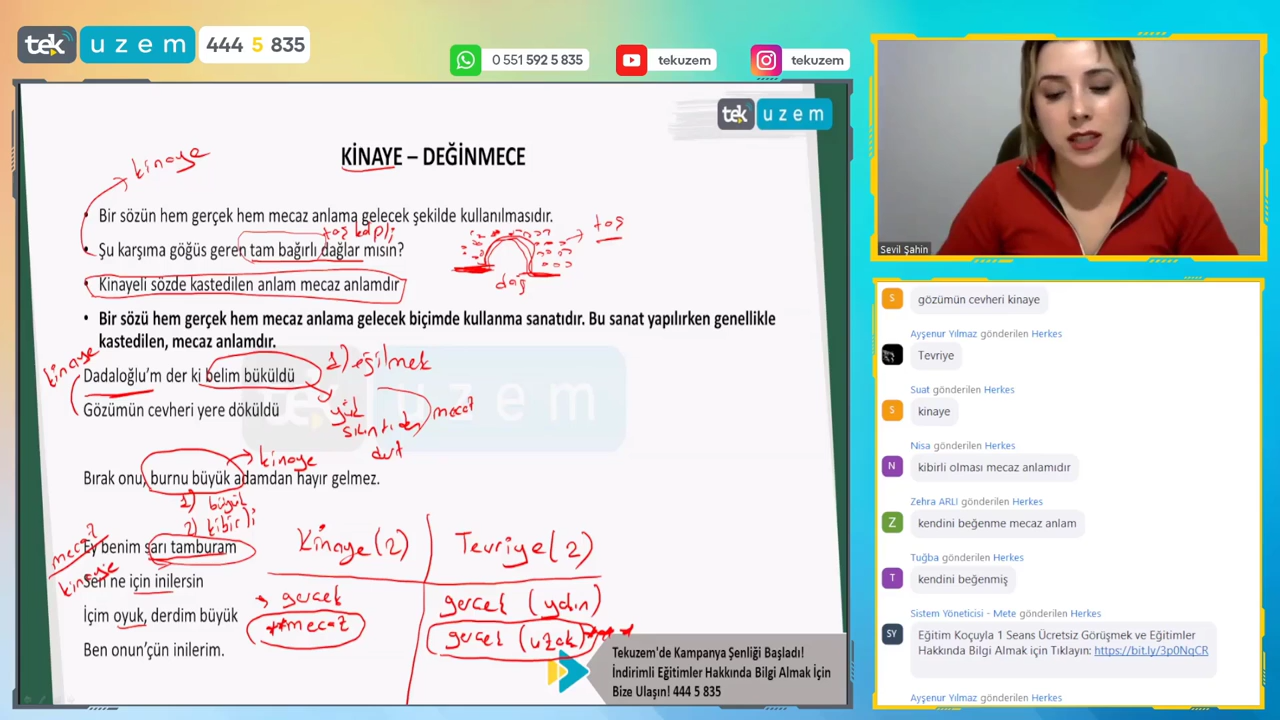 tek uzem 444 5 835
0 551 592 5 835
tekuzem
tekuzem
tek uzem
KİNAYE – DEĞİNMECE
kinaye
• Bir sözün hem gerçek hem mecaz anlama gelecek şekilde kullanılmasıdır.
taş kaplı
taş
• Şu karşıma göğüs geren tam bağırlı dağlar mısın?
dağ
• Kinayeli sözde kastedilen anlam mecaz anlamdır
• Bir sözü hem gerçek hem mecaz anlama gelecek biçimde kullanma sanatıdır. Bu sanat yapılırken genellikle
kastedilen, mecaz anlamdır.
kinaye
1) eğilmek
Dadaloğlu'm der ki belim büküldü
Gözümün cevheri yere döküldü
yük
sıkıntıdan
dert
mecaz
kinaye
Bırak onu, burnu büyük adamdan hayır gelmez.
1) büyük
2) kibirli
mecaz?
kinaye
Ey benim sarı tamburam
Sen ne için inilersin
İçim oyuk, derdim büyük
Ben onun'çün inilerim.
Kinaye (2)
Tevriye (2)
gerçek
mecaz
gerçek (yakın)
gerçek (uzak)
Tekuzem'de Kampanya Şenliği Başladı!
İndirimli Eğitimler Hakkında Bilgi Almak İçin
Bize Ulaşın! 444 5 835
Sevil Şahin
S
gözümün cevheri kinaye
Ayşenur Yılmaz gönderilen Herkes
Tevriye
Suat gönderilen Herkes
S
kinaye
Nisa gönderilen Herkes
N
kibirli olması mecaz anlamıdır
Zehra ARLI gönderilen Herkes
Z
kendini beğenme mecaz anlam
Tuğba gönderilen Herkes
T
kendini beğenmiş
Sistem Yöneticisi - Mete gönderilen Herkes
SY
Eğitim Koçuyla 1 Seans Ücretsiz Görüşmek ve Eğitimler
Hakkında Bilgi Almak için Tıklayın: https://bit.ly/3p0NqCR
Ayşenur Yılmaz gönderilen Herkes